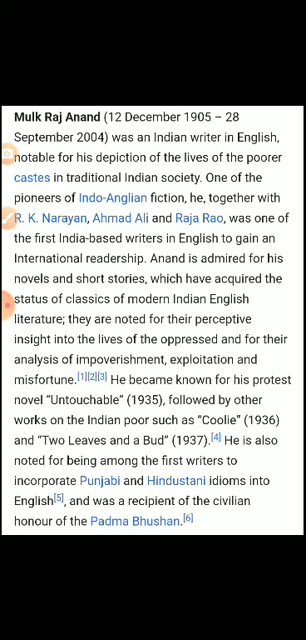 Mulk Raj Anand (12 December 1905 – 28
September 2004) was an Indian writer in English,
notable for his depiction of the lives of the poorer
castes in traditional Indian society. One of the
pioneers of Indo-Anglian fiction, he, together with
R. K. Narayan, Ahmad Ali and Raja Rao, was one of
the first India-based writers in English to gain an
International readership. Anand is admired for his
novels and short stories, which have acquired the
status of classics of modern Indian English
literature; they are noted for their perceptive
insight into the lives of the oppressed and for their
analysis of impoverishment, exploitation and
misfortune.[1][2][3] He became known for his protest
novel “Untouchable” (1935), followed by other
works on the Indian poor such as “Coolie” (1936)
and “Two Leaves and a Bud” (1937).[4] He is also
noted for being among the first writers to
incorporate Punjabi and Hindustani idioms into
English[5], and was a recipient of the civilian
honour of the Padma Bhushan.[6]